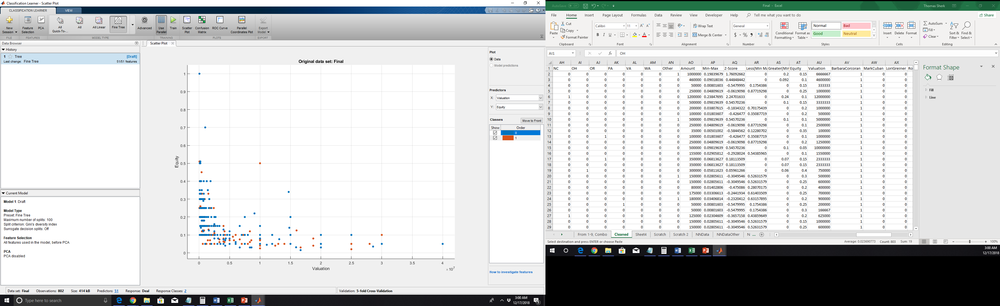 Classification Learner - Scatter Plot
CLASSIFICATION LEARNER VIEW
New Session Feature Selection PCA All Quick-To-... All All Linear Fine Tree Advanced Use Parallel Train Scatter Plot Confusion Matrix ROC Curve Parallel Coordinates Plot Export Model
FILE FEATURES MODEL TYPE TRAINING PLOTS EXPORT
Data Browser
History
1 Tree [Draft]
Last change: Fine Tree 51/51 features
Current Model
Model 1: Draft
Model Type
Preset: Fine Tree
Maximum number of splits: 100
Split criterion: Gini's diversity index
Surrogate decision splits: Off
Feature Selection
All features used in the model, before PCA
PCA
PCA disabled
Scatter Plot
Original data set: Final
Equity
1
0.9
0.8
0.7
0.6
0.5
0.4
0.3
0.2
0.1
0
0 0.5 1 1.5 2 2.5 3 3.5 4
×10⁷
Valuation
Plot
Data
Model predictions
Predictors
X: Valuation
Y: Equity
Classes Move to Front
Show Order
0
1
How to investigate features
Data set: Final Observations: 802 Size: 414 kB Predictors: 51 Response: Deal Response Classes: 2 Validation: 5-fold Cross-Validation
Type here to search
3:00 AM
12/17/2018
5
AutoSave Off Final - Excel Thomas Sherk
File Home Insert Page Layout Formulas Data Review View Developer Help Tell me what you want to do Share
Paste Cut Copy Format Painter
Calibri 11 B I U A A
Wrap Text Merge & Center
General $ % ,
Conditional Formatting Format as Table Normal Bad Good Neutral
Insert Delete Format
AutoSum Fill Clear Sort & Filter Find & Select
Clipboard Font Alignment Number Styles Cells Editing
AI1 fx OH
AH AI AJ AK AL AM AN AO AP AQ AR AS AT AU AV AW AX
1 NC OH OR PA VA WA Other Amount Min-Max Z-Score Less(Min Ma Greater(Min Equity Valuation BarbaraCorcoran MarkCuban LoriGreiner Ro
2 0 0 0 0 0 0 1 1000000 0.19839679 1.76092662 0 0.2 0.15 6666667 1 0 0
3 0 0 0 0 0 0 0 460000 0.09018036 0.44848442 0 0.092 0.1 4600000 1 0 0
4 0 0 0 0 0 0 0 50000 0.00801603 -0.5479995 0.1754386 0 0.15 333333 1 0 0
5 0 0 0 0 0 0 0 250000 0.04809619 -0.0619098 0.87719298 0 0.25 1000000 1 0 0
6 1 0 0 0 0 0 0 1200000 0.23847695 2.24701633 0 0.24 0.1 12000000 1 0 0
7 0 0 0 0 0 0 0 500000 0.09819639 0.54570236 0 0.1 0.15 3333333 1 0 0
8 0 0 0 0 0 0 0 200000 0.03807615 -0.1834322 0.70175439 0 0.2 1000000 1 0 0
9 0 0 0 0 0 0 0 100000 0.01803607 -0.426477 0.35087719 0 0.2 500000 1 0 0
10 0 0 0 0 0 0 1 500000 0.09819639 0.54570236 0 0.1 0.1 5000000 1 0 0
11 0 0 0 0 0 0 0 250000 0.04809619 -0.0619098 0.87719298 0 0.1 2500000 1 0 0
12 0 0 0 0 0 0 0 35000 0.00501002 -0.5844562 0.12280702 0 0.35 100000 1 0 0
13 0 0 1 0 0 0 0 100000 0.01803607 -0.426477 0.35087719 0 0.1 1000000 1 0 0
14 0 0 0 0 0 0 0 250000 0.04809619 -0.0619098 0.87719298 0 0.2 1250000 1 0 0
15 0 0 0 0 0 0 0 500000 0.09819639 0.54570236 0 0.1 0.05 10000000 1 0 0
16 0 0 0 0 0 0 0 155000 0.02905812 -0.2928024 0.54385965 0 0.1 1550000 1 0 0
17 0 0 1 0 0 0 0 350000 0.06813627 0.18113509 0 0.07 0.15 2333333 1 0 0
18 0 0 0 0 0 0 0 350000 0.06813627 0.18113509 0 0.07 0.15 2333333 1 0 0
19 0 1 0 0 0 0 0 300000 0.05811623 0.05961266 0 0.06 0.4 750000 1 0 0
20 0 0 0 0 0 0 1 150000 0.02805611 -0.3049546 0.52631579 0 0.3 500000 1 0 0
21 0 0 0 0 0 0 0 150000 0.02805611 -0.3049546 0.52631579 0 0.25 600000 1 0 0
22 0 0 0 0 0 0 0 80000 0.01402806 -0.475086 0.28070175 0 0.2 400000 1 0 0
23 0 0 0 0 0 0 0 175000 0.03306613 -0.2441934 0.61403509 0 0.25 700000 1 0 0
24 0 0 0 0 0 0 1 180000 0.03406814 -0.2320412 0.63157895 0 0.2 900000 1 0 0
25 0 0 0 1 0 0 0 50000 0.00801603 -0.5479995 0.1754386 0 0.25 200000 1 0 0
26 0 0 0 0 0 0 0 50000 0.00801603 -0.5479995 0.1754386 0 0.3 166667 1 0 0
27 1 0 0 0 0 0 0 125000 0.02304609 -0.3657158 0.43859649 0 0.2 625000 1 0 0
28 0 0 0 0 0 0 0 150000 0.02805611 -0.3049546 0.52631579 0 0.15 1000000 1 0 0
29 0 0 0 0 0 0 0 150000 0.02805611 -0.3049546 0.52631579 0 0.25 600000 1 0 0
From 1-9, Combo Cleaned Sheet4 Scratch Scratch 2 NNData NNDataOther N ...
Select destination and press ENTER or choose Paste Average: 0.023690773 Count: 803 Sum: 19 100%
Format Shape
Fill
Line
3:00 AM
12/17/2018